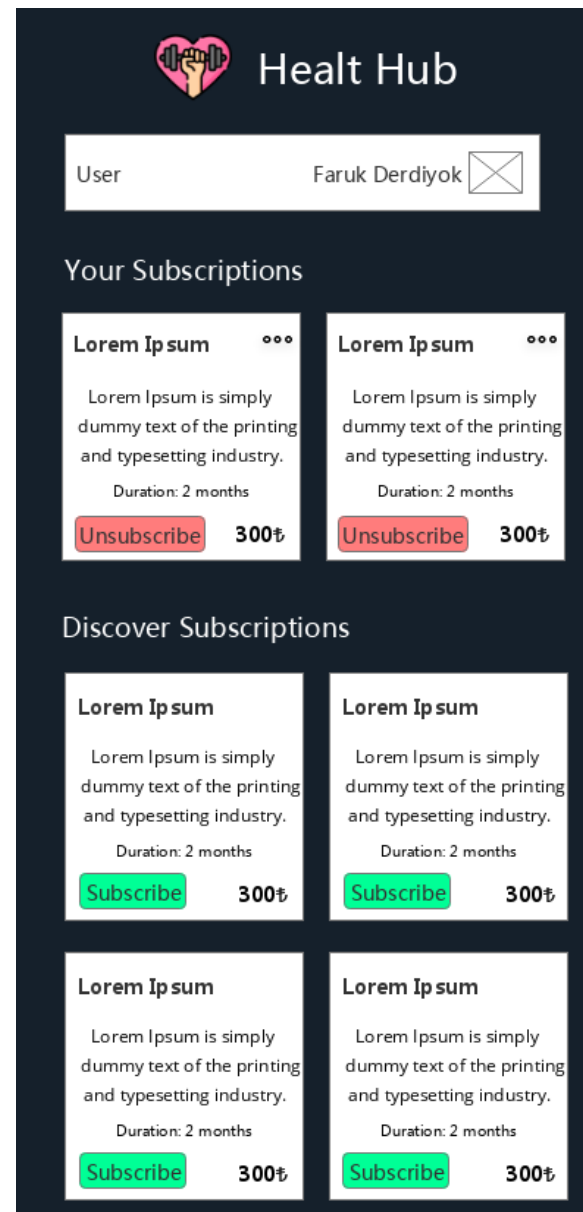 Healt Hub
User Faruk Derdiyok
Your Subscriptions
Lorem Ipsum
Lorem Ipsum is simply
dummy text of the printing
and typesetting industry.
Duration: 2 months
Unsubscribe 300₺
Lorem Ipsum
Lorem Ipsum is simply
dummy text of the printing
and typesetting industry.
Duration: 2 months
Unsubscribe 300₺
Discover Subscriptions
Lorem Ipsum
Lorem Ipsum is simply
dummy text of the printing
and typesetting industry.
Duration: 2 months
Subscribe 300₺
Lorem Ipsum
Lorem Ipsum is simply
dummy text of the printing
and typesetting industry.
Duration: 2 months
Subscribe 300₺
Lorem Ipsum
Lorem Ipsum is simply
dummy text of the printing
and typesetting industry.
Duration: 2 months
Subscribe 300₺
Lorem Ipsum
Lorem Ipsum is simply
dummy text of the printing
and typesetting industry.
Duration: 2 months
Subscribe 300₺